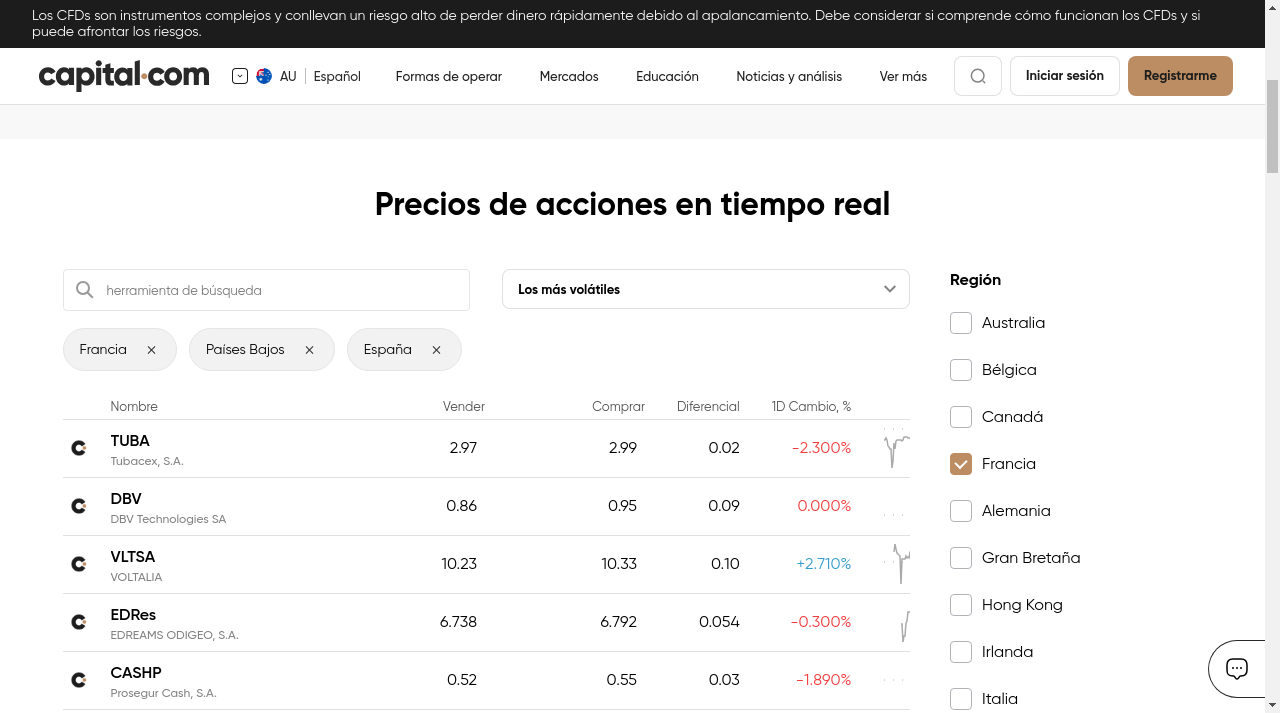 Los CFDs son instrumentos complejos y conllevan un riesgo alto de perder dinero rápidamente debido al apalancamiento. Debe considerar si comprende cómo funcionan los CFDs y si
puede afrontar los riesgos.
capital.com AU Español Formas de operar Mercados Educación Noticias y análisis Ver más Iniciar sesión Registrarme
Precios de acciones en tiempo real
herramienta de búsqueda Los más volátiles
Francia Países Bajos España
Nombre Vender Comprar Diferencial 1D Cambio, %
TUBA 2.97 2.99 0.02 -2.300%
Tubacex, S.A.
DBV 0.86 0.95 0.09 0.000%
DBV Technologies SA
VLTSA 10.23 10.33 0.10 +2.710%
VOLTALIA
EDRes 6.738 6.792 0.054 -0.300%
EDREAMS ODIGEO, S.A.
CASHP 0.52 0.55 0.03 -1.890%
Prosegur Cash, S.A.
Región
Australia
Bélgica
Canadá
Francia
Alemania
Gran Bretaña
Hong Kong
Irlanda
Italia